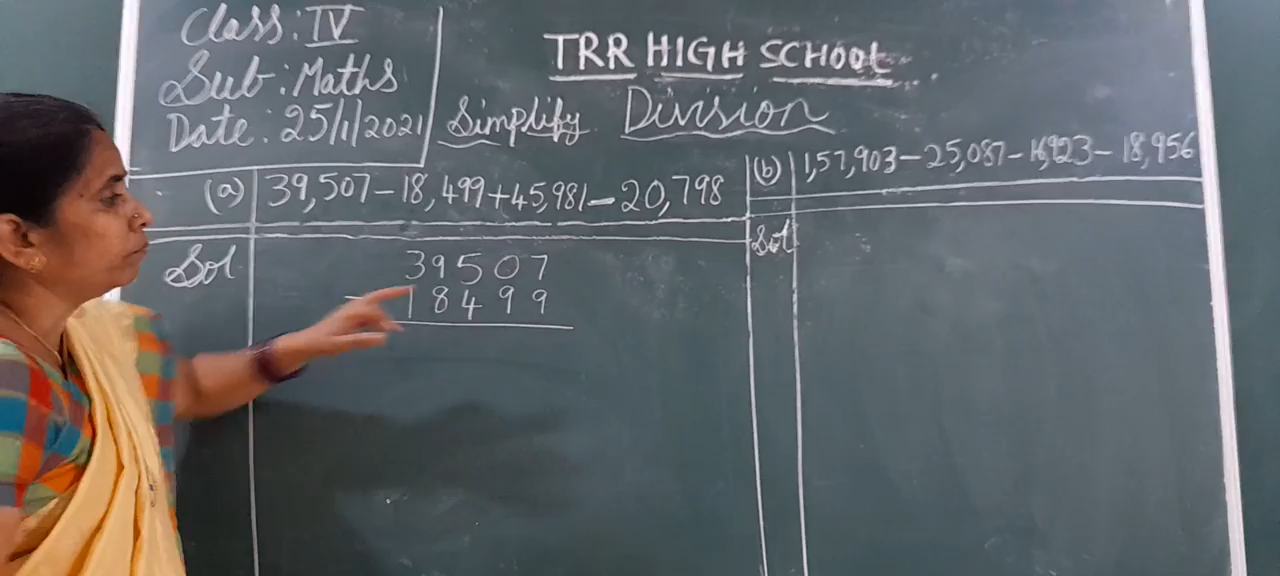 Class: IV
Sub: Maths
Date: 25/1/2021
TRR HIGH SCHOOL
Simplify Division
(a) 39,507-18,499+45,981-20,798
(b) 1,57,903-25,087-14,923-18,956
Sol
39507
- 18499
Sol